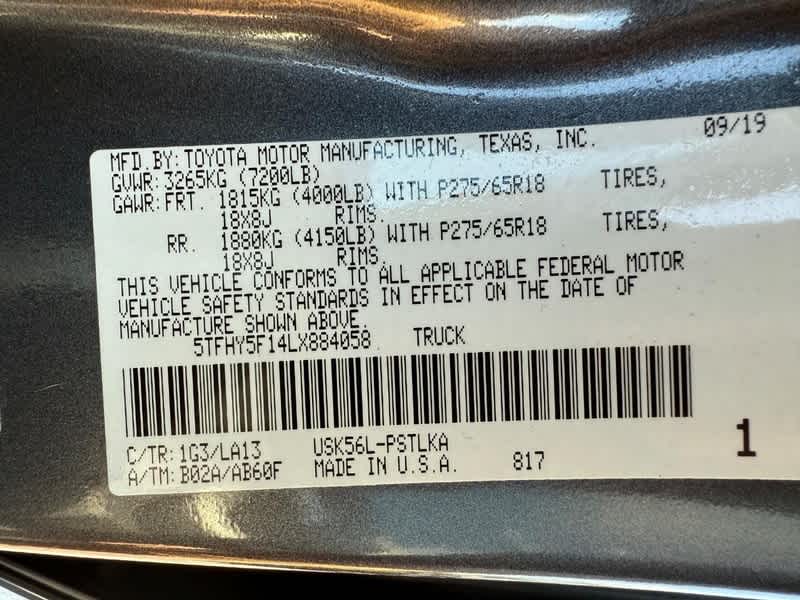 MFD.BY:TOYOTA MOTOR MANUFACTURING, TEXAS, INC. 09/19
GVWR:3265KG (7200LB)
GAWR:FRT. 1815KG (4000LB) WITH P275/65R18 TIRES,
18X8J RIMS.
RR. 1880KG (4150LB) WITH P275/65R18 TIRES,
18X8J RIMS.
THIS VEHICLE CONFORMS TO ALL APPLICABLE FEDERAL MOTOR
VEHICLE SAFETY STANDARDS IN EFFECT ON THE DATE OF
MANUFACTURE SHOWN ABOVE.
5TFHY5F14LX884058 TRUCK
C/TR:1G3/LA13 USK56L-PSTLKA
A/TM:B02A/AB60F MADE IN U.S.A. 817 1